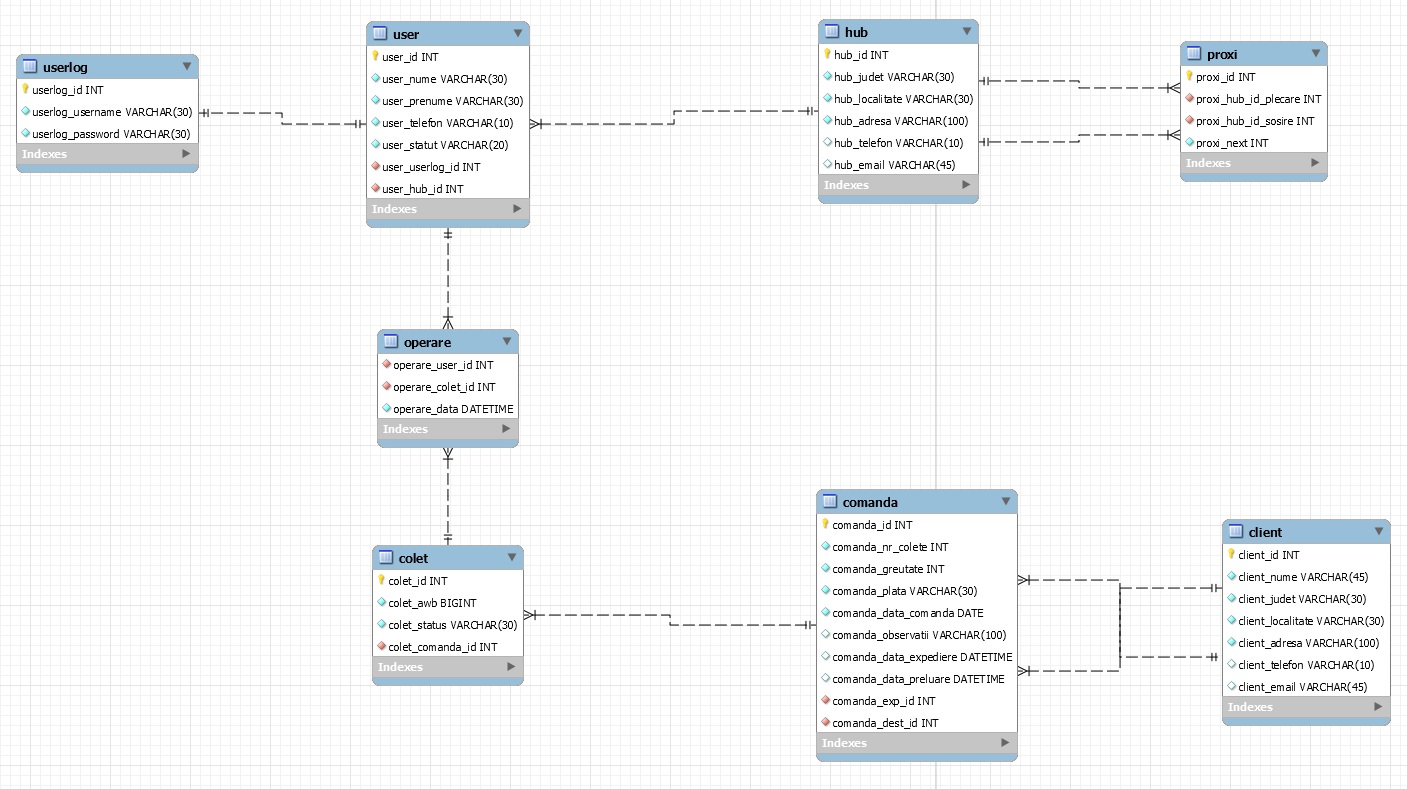 userlog
userlog_id INT
userlog_username VARCHAR(30)
userlog_password VARCHAR(30)
Indexes
user
user_id INT
user_nume VARCHAR(30)
user_prenume VARCHAR(30)
user_telefon VARCHAR(10)
user_statut VARCHAR(20)
user_userlog_id INT
user_hub_id INT
Indexes
hub
hub_id INT
hub_judet VARCHAR(30)
hub_localitate VARCHAR(30)
hub_adresa VARCHAR(100)
hub_telefon VARCHAR(10)
hub_email VARCHAR(45)
Indexes
proxi
proxi_id INT
proxi_hub_id_plecare INT
proxi_hub_id_sosire INT
proxi_next INT
Indexes
operare
operare_user_id INT
operare_colet_id INT
operare_data DATETIME
Indexes
colet
colet_id INT
colet_awb BIGINT
colet_status VARCHAR(30)
colet_comanda_id INT
Indexes
comanda
comanda_id INT
comanda_nr_colete INT
comanda_greutate INT
comanda_plata VARCHAR(30)
comanda_data_comanda DATE
comanda_observatii VARCHAR(100)
comanda_data_expediere DATETIME
comanda_data_preluare DATETIME
comanda_exp_id INT
comanda_dest_id INT
Indexes
client
client_id INT
client_nume VARCHAR(45)
client_judet VARCHAR(30)
client_localitate VARCHAR(30)
client_adresa VARCHAR(100)
client_telefon VARCHAR(10)
client_email VARCHAR(45)
Indexes